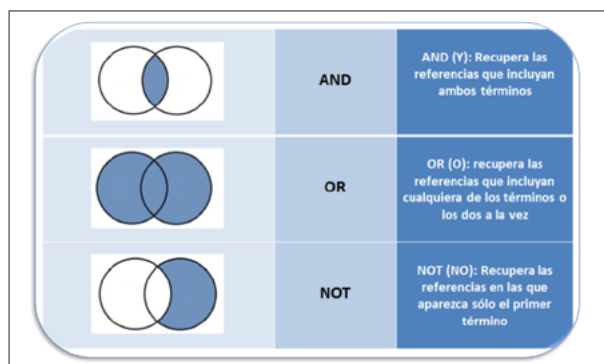 AND
AND (Y): Recupera las
referencias que incluyan
ambos términos
OR
OR (O): recupera las
referencias que incluyan
cualquiera de los términos o
los dos a la vez
NOT
NOT (NO): Recupera las
referencias en las que
aparezca sólo el primer
término